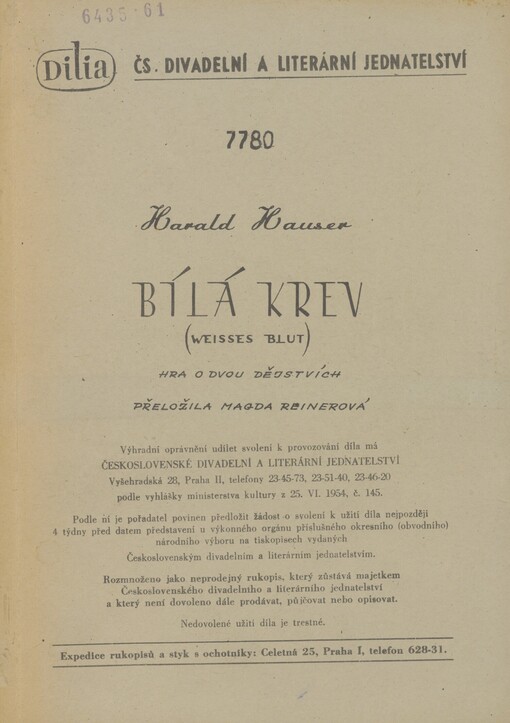 6435-61
Dilia
ČS. DIVADELNÍ A LITERÁRNÍ JEDNATELSTVÍ
7780
Harald Hauser
BÍLÁ KREV
(WEISSES BLUT)
HRA O DVOU DĚJSTVÍCH
PŘELOŽILA MAGDA REINEROVÁ
Výhradní oprávnění udílet svolení k provozování díla má
ČESKOSLOVENSKÉ DIVADELNÍ A LITERÁRNÍ JEDNATELSTVÍ
Vyšehradská 28, Praha II, telefony 23-45-73, 23-51-40, 23-46-20
podle vyhlášky ministerstva kultury z 25. VI. 1954, č. 145.
Podle ní je pořadatel povinen předložit žádost o svolení k užití díla nejpozději
4 týdny před datem představení u výkonného orgánu příslušného okresního (obvodního)
národního výboru na tiskopisech vydaných
Československým divadelním a literárním jednatelstvím.
Rozmnoženo jako neprodejný rukopis, který zůstává majetkem
Československého divadelního a literárního jednatelství
a který není dovoleno dále prodávat, půjčovat nebo opisovat.
Nedovolené užití díla je trestné.
Expedice rukopisů a styk s ochotníky: Celetná 25, Praha I, telefon 628-31.